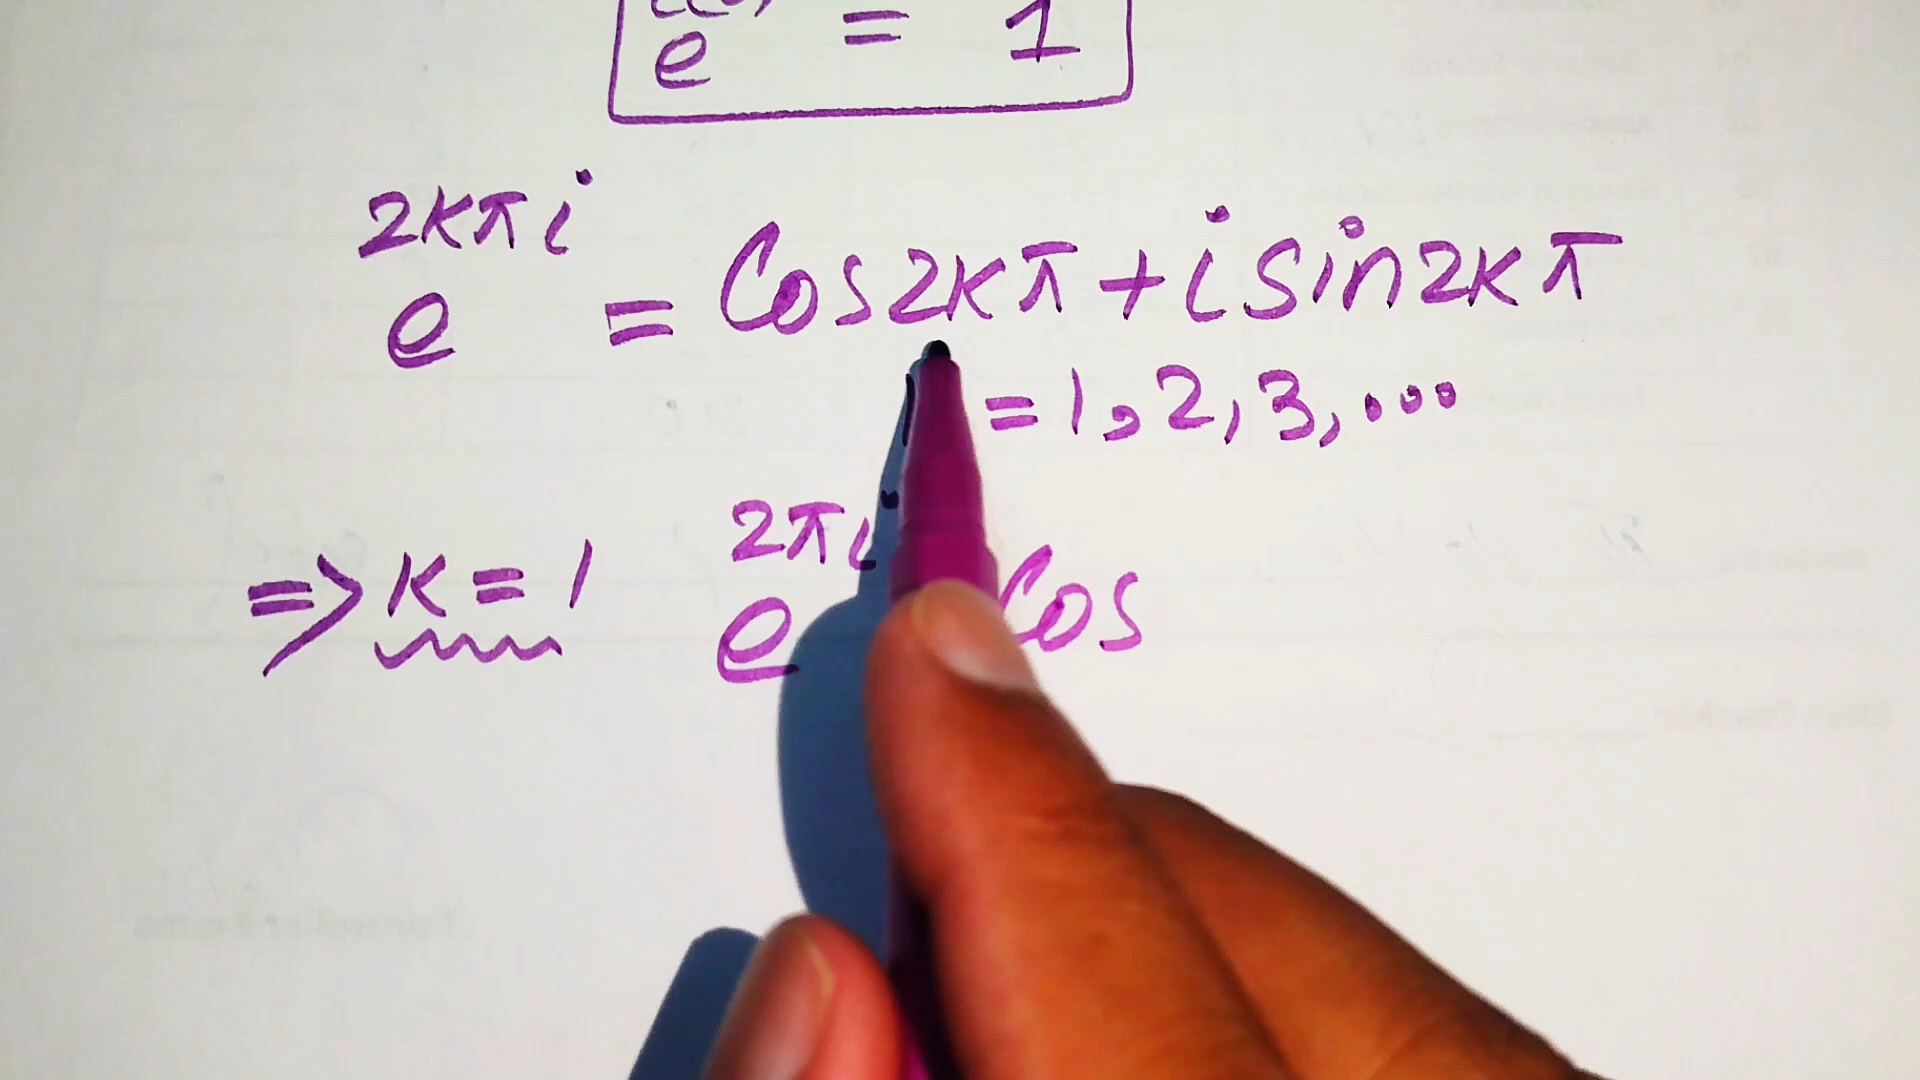 e = 1
e^2kπi = Cos2kπ + i sin2kπ
= 1, 2, 3, ...
=> k = 1 e^2πi Cos